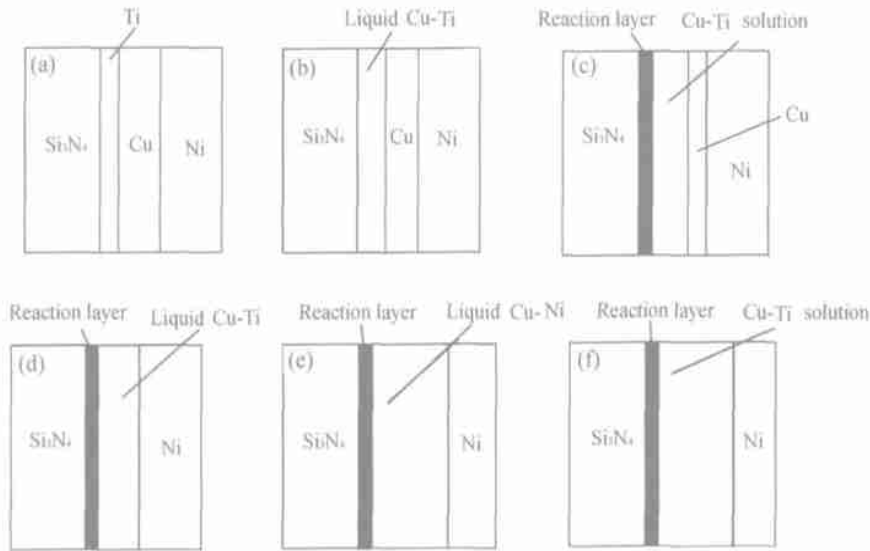 Ti
Liquid Cu-Ti
Reaction layer
Cu-Ti solution
(a)
(b)
(c)
Si₃N₄
Cu
Ni
Si₃N₄
Cu
Ni
Si₃N₄
Cu
Ni
Reaction layer
Liquid Cu-Ti
Reaction layer
Liquid Cu-Ni
Reaction layer
Cu-Ti solution
(d)
(e)
(f)
Si₃N₄
Ni
Si₃N₄
Ni
Si₃N₄
Ni